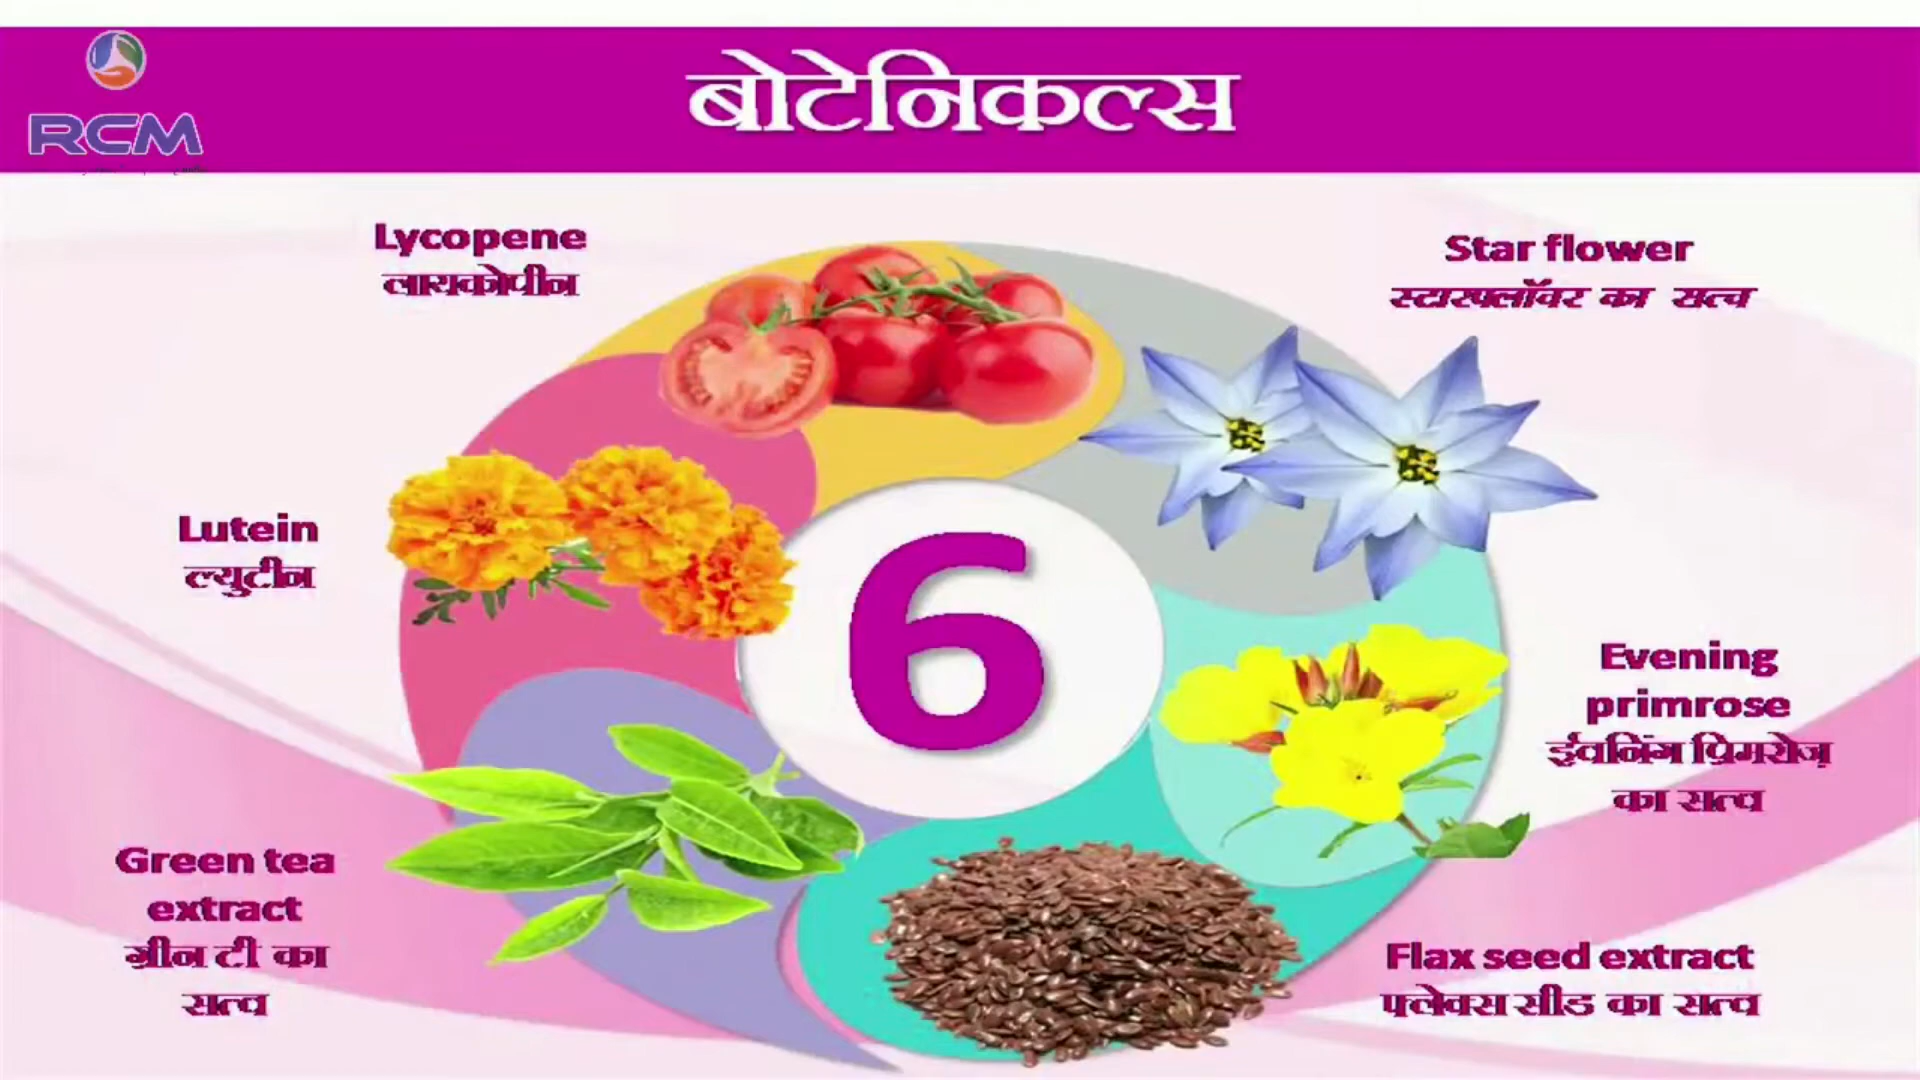 बोटेनिकल्स
RCM
Lycopene
लायकोपीन
Star flower
स्टारफ्लॉवर का सत्व
Lutein
ल्युटीन
6
Evening
primrose
ईवनिंग प्रिमरोज़
का सत्व
Green tea
extract
ग्रीन टी का
सत्व
Flax seed extract
फ्लेक्स सीड का सत्व